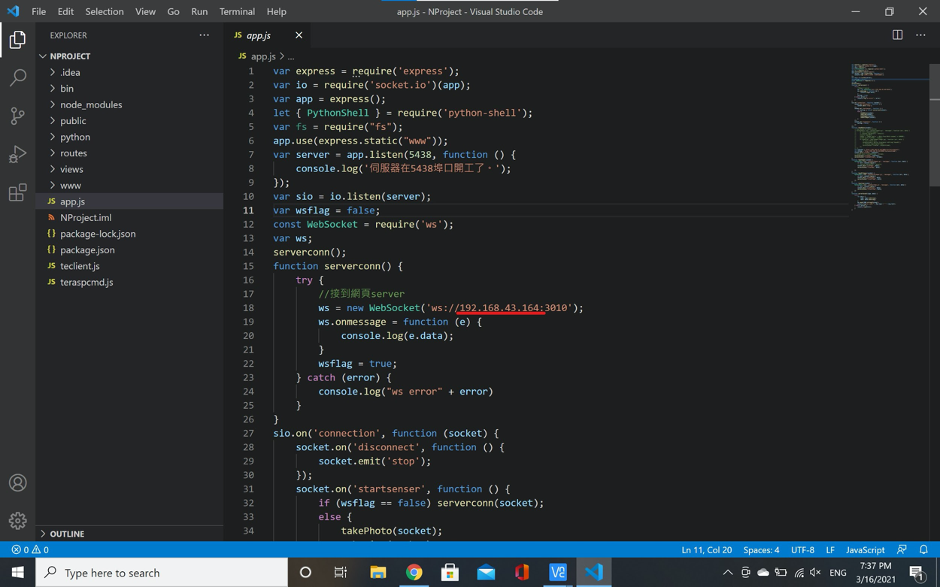 File Edit Selection View Go Run Terminal Help
app.js - NProject - Visual Studio Code
EXPLORER
NPROJECT
.idea
bin
node_modules
public
python
routes
views
www
JS app.js
NProject.iml
{} package-lock.json
{} package.json
JS teclient.js
JS teraspcmd.js
OUTLINE
JS app.js
JS app.js > ...
1 var express = require('express');
2 var io = require('socket.io')(app);
3 var app = express();
4 let { PythonShell } = require('python-shell');
5 var fs = require("fs");
6 app.use(express.static("www"));
7 var server = app.listen(5438, function () {
8 console.log('伺服器在5438埠口開工了。');
9 });
10 var sio = io.listen(server);
11 var wsflag = false;
12 const WebSocket = require('ws');
13 var ws;
14 serverconn();
15 function serverconn() {
16 try {
17 //接到網頁server
18 ws = new WebSocket('ws://192.168.43.164:3010');
19 ws.onmessage = function (e) {
20 console.log(e.data);
21 }
22 wsflag = true;
23 } catch (error) {
24 console.log("ws error" + error)
25 }
26 }
27 sio.on('connection', function (socket) {
28 socket.on('disconnect', function () {
29 socket.emit('stop');
30 });
31 socket.on('startsenser', function () {
32 if (wsflag == false) serverconn(socket);
33 else {
34 takePhoto(socket);
0 0
Ln 11, Col 20 Spaces: 4 UTF-8 LF JavaScript
Type here to search
ENG
7:37 PM
3/16/2021
1